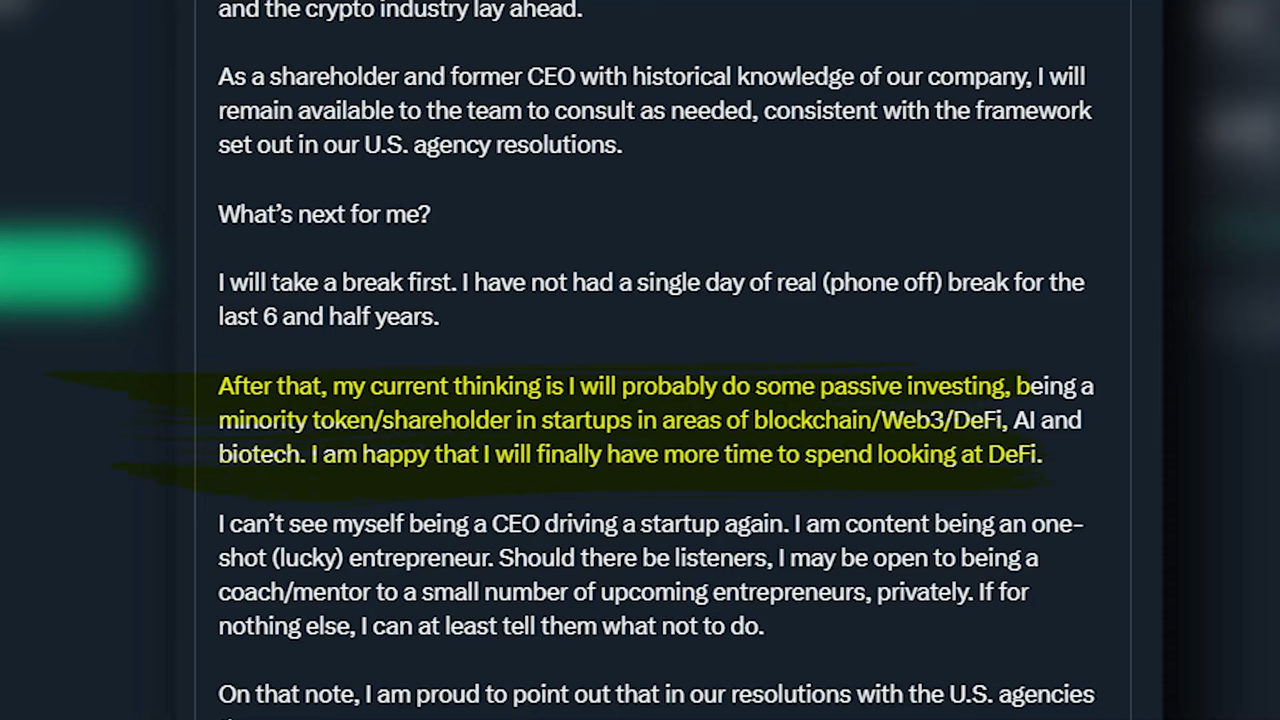 and the crypto industry lay ahead.
As a shareholder and former CEO with historical knowledge of our company, I will
remain available to the team to consult as needed, consistent with the framework
set out in our U.S. agency resolutions.
What's next for me?
I will take a break first. I have not had a single day of real (phone off) break for the
last 6 and half years.
After that, my current thinking is I will probably do some passive investing, being a
minority token/shareholder in startups in areas of blockchain/Web3/DeFi, AI and
biotech. I am happy that I will finally have more time to spend looking at DeFi.
I can't see myself being a CEO driving a startup again. I am content being an one-
shot (lucky) entrepreneur. Should there be listeners, I may be open to being a
coach/mentor to a small number of upcoming entrepreneurs, privately. If for
nothing else, I can at least tell them what not to do.
On that note, I am proud to point out that in our resolutions with the U.S. agencies